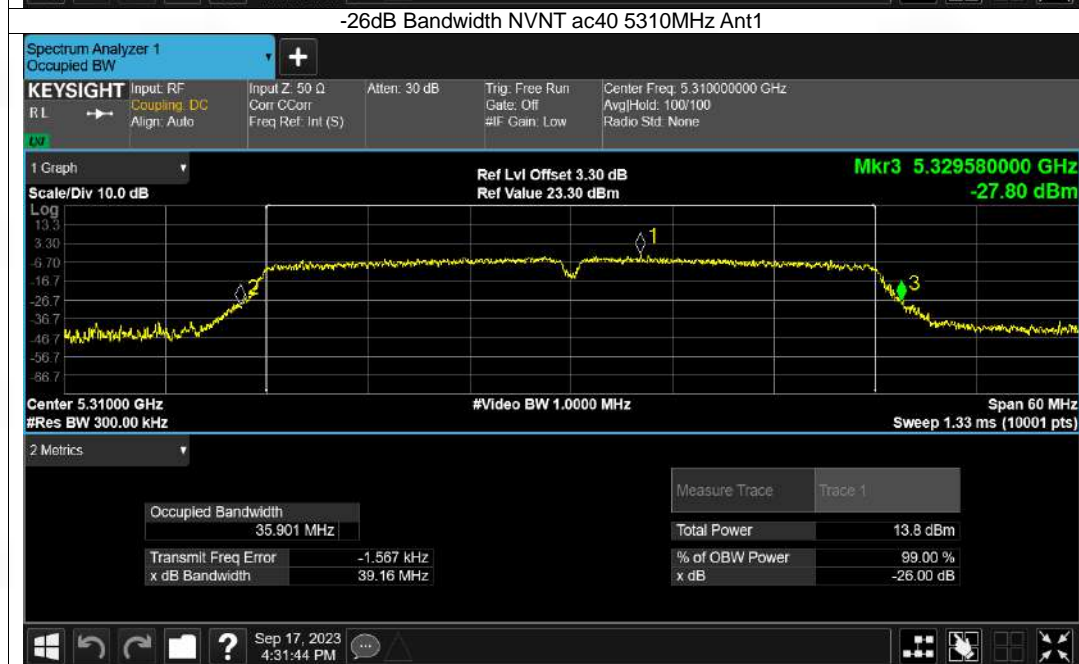 -26dB Bandwidth NVNT ac40 5310MHz Ant1
Spectrum Analyzer 1
Occupied BW
+
KEYSIGHT Input: RF Input Z: 50 Ω Atten: 30 dB Trig: Free Run Center Freq: 5.310000000 GHz
RL Coupling: DC Corr CCorr Gate: Off Avg|Hold: 100/100
Align: Auto Freq Ref: Int (S) #IF Gain: Low Radio Std: None
LXI
1 Graph Ref Lvl Offset 3.30 dB Mkr3 5.329580000 GHz
Scale/Div 10.0 dB Ref Value 23.30 dBm -27.80 dBm
Log
13.3
3.30
-6.70
-16.7
-26.7
-36.7
-46.7
-56.7
-66.7
1
2
3
Center 5.31000 GHz #Video BW 1.0000 MHz Span 60 MHz
#Res BW 300.00 kHz Sweep 1.33 ms (10001 pts)
2 Metrics
Measure Trace Trace 1
Occupied Bandwidth
35.901 MHz Total Power 13.8 dBm
Transmit Freq Error -1.567 kHz % of OBW Power 99.00 %
x dB Bandwidth 39.16 MHz x dB -26.00 dB
? Sep 17, 2023
4:31:44 PM